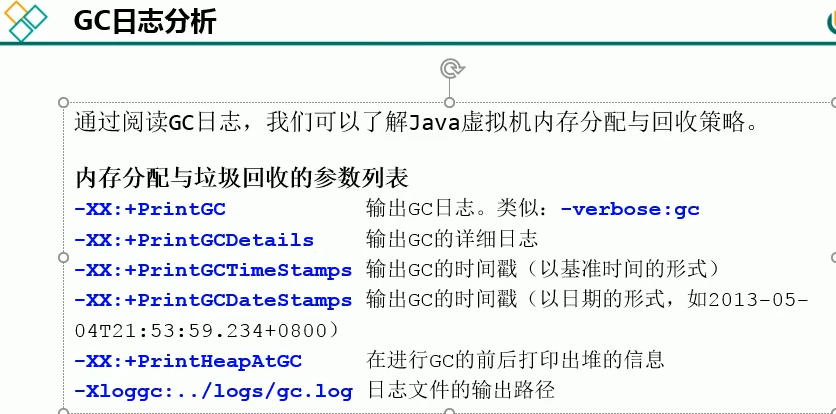 GC日志分析
通过阅读GC日志，我们可以了解Java虚拟机内存分配与回收策略。
内存分配与垃圾回收的参数列表
-XX:+PrintGC 输出GC日志。类似：-verbose:gc
-XX:+PrintGCDetails 输出GC的详细日志
-XX:+PrintGCTimeStamps 输出GC的时间戳（以基准时间的形式）
-XX:+PrintGCDateStamps 输出GC的时间戳（以日期的形式，如2013-05-
04T21:53:59.234+0800）
-XX:+PrintHeapAtGC 在进行GC的前后打印出堆的信息
-Xloggc:../logs/gc.log 日志文件的输出路径